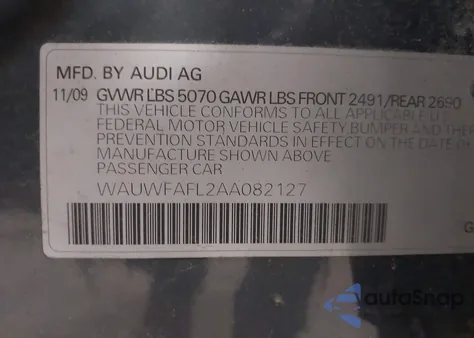 MFD. BY AUDI AG
11/09 GVWR LBS 5070 GAWR LBS FRONT 2491/REAR 2690
THIS VEHICLE CONFORMS TO ALL APPLICABLE U.S.
FEDERAL MOTOR VEHICLE SAFETY BUMPER AND THE
PREVENTION STANDARDS IN EFFECT ON THE DATE
MANUFACTURE SHOWN ABOVE
PASSENGER CAR
WAUWFAFL2AA082127
G
autoSnap